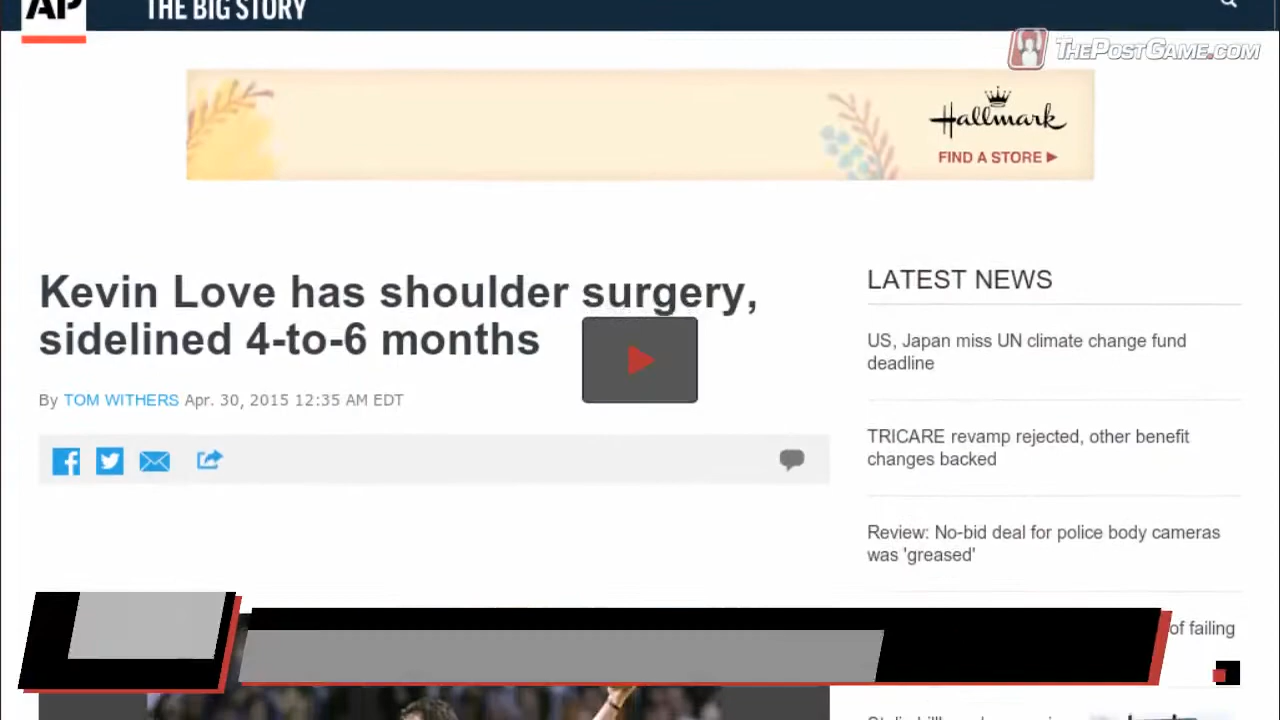 AP
THE BIG STORY
THEPOSTGAME.COM
Hallmark
FIND A STORE
Kevin Love has shoulder surgery,
sidelined 4-to-6 months
By TOM WITHERS Apr. 30, 2015 12:35 AM EDT
LATEST NEWS
US, Japan miss UN climate change fund
deadline
TRICARE revamp rejected, other benefit
changes backed
Review: No-bid deal for police body cameras
was 'greased'
of failing